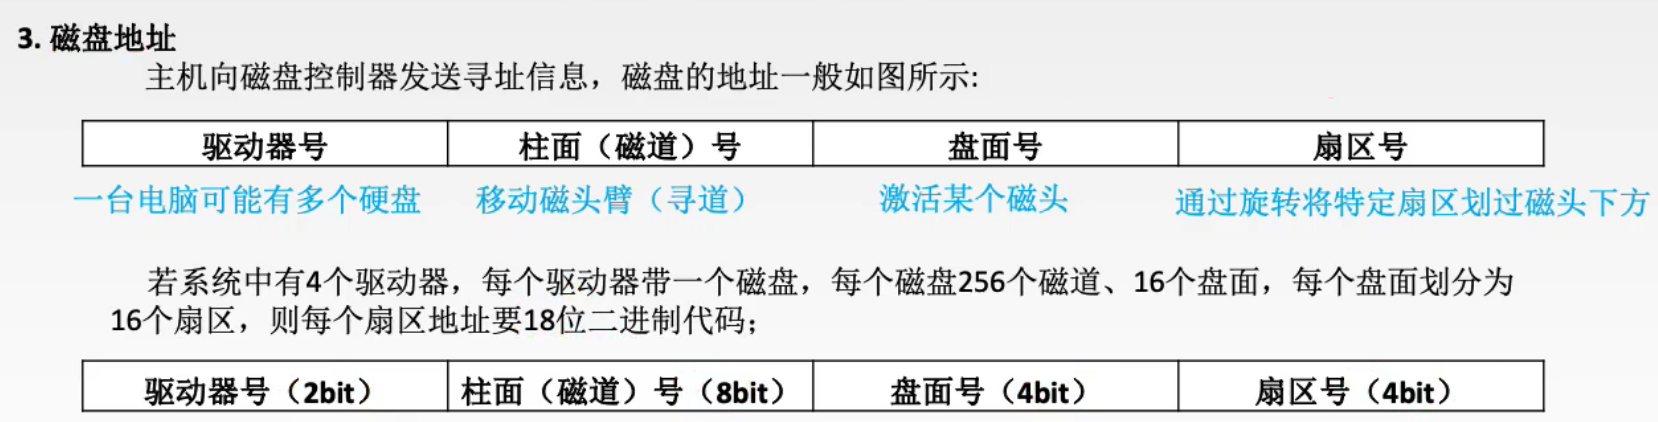 3. 磁盘地址
主机向磁盘控制器发送寻址信息，磁盘的地址一般如图所示:
驱动器号 柱面（磁道）号 盘面号 扇区号
一台电脑可能有多个硬盘 移动磁头臂（寻道） 激活某个磁头 通过旋转将特定扇区划过磁头下方
若系统中有4个驱动器，每个驱动器带一个磁盘，每个磁盘256个磁道、16个盘面，每个盘面划分为
16个扇区，则每个扇区地址要18位二进制代码；
驱动器号（2bit） 柱面（磁道）号（8bit） 盘面号（4bit） 扇区号（4bit）